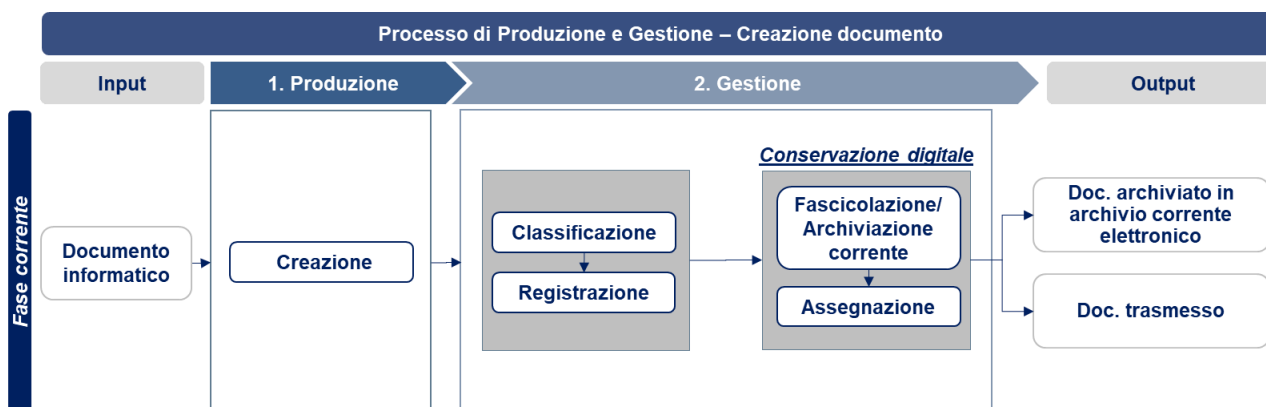 Processo di Produzione e Gestione – Creazione documento
Input
1. Produzione
2. Gestione
Output
Fase corrente
Documento
informatico
Creazione
Classificazione
Registrazione
Conservazione digitale
Fascicolazione/
Archiviazione
corrente
Assegnazione
Doc. archiviato in
archivio corrente
elettronico
Doc. trasmesso